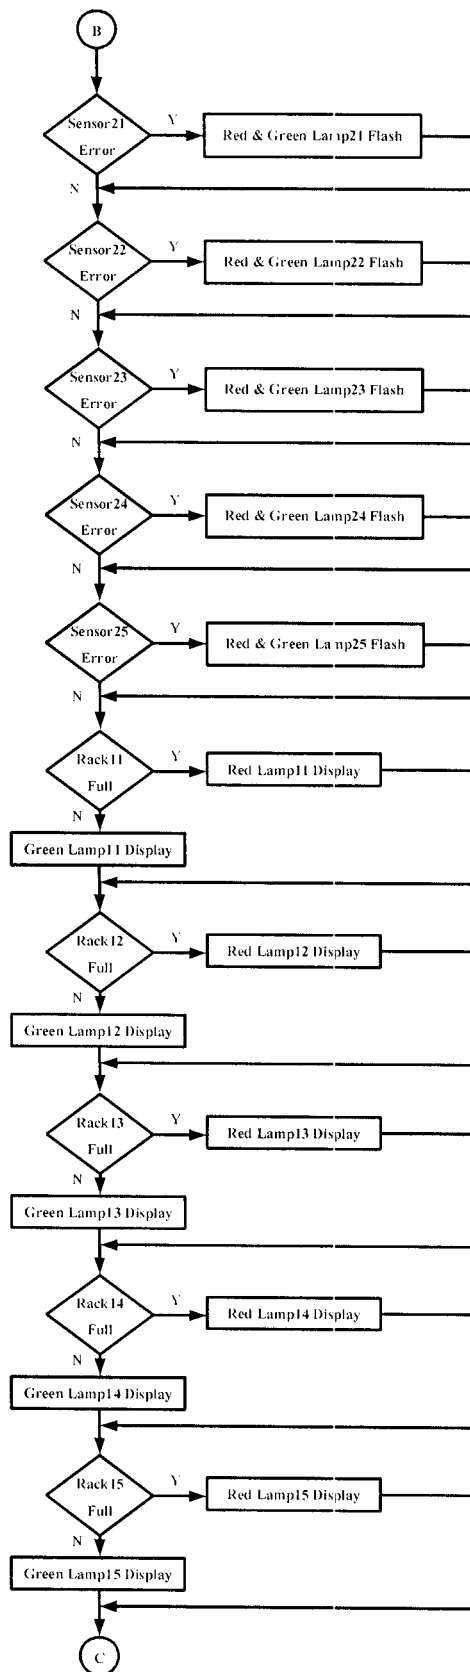 B
Sensor21
Error
Y
Red & Green Lamp21 Flash
N
Sensor22
Error
Y
Red & Green Lamp22 Flash
N
Sensor23
Error
Y
Red & Green Lamp23 Flash
N
Sensor24
Error
Y
Red & Green Lamp24 Flash
N
Sensor25
Error
Y
Red & Green Lamp25 Flash
N
Rack11
Full
Y
Red Lamp11 Display
N
Green Lamp11 Display
Rack12
Full
Y
Red Lamp12 Display
N
Green Lamp12 Display
Rack13
Full
Y
Red Lamp13 Display
N
Green Lamp13 Display
Rack14
Full
Y
Red Lamp14 Display
N
Green Lamp14 Display
Rack15
Full
Y
Red Lamp15 Display
N
Green Lamp15 Display
C